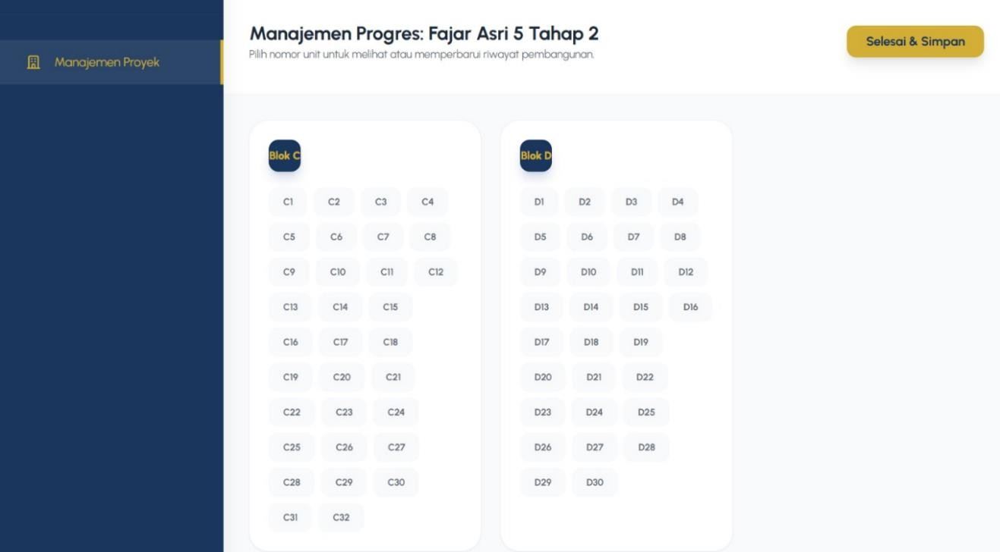 Manajemen Proyek
Manajemen Progres: Fajar Asri 5 Tahap 2
Pilih nomor unit untuk melihat atau memperbarui riwayat pembangunan.
Selesai & Simpan
Blok C
C1 C2 C3 C4
C5 C6 C7 C8
C9 C10 C11 C12
C13 C14 C15
C16 C17 C18
C19 C20 C21
C22 C23 C24
C25 C26 C27
C28 C29 C30
C31 C32
Blok D
D1 D2 D3 D4
D5 D6 D7 D8
D9 D10 D11 D12
D13 D14 D15 D16
D17 D18 D19
D20 D21 D22
D23 D24 D25
D26 D27 D28
D29 D30